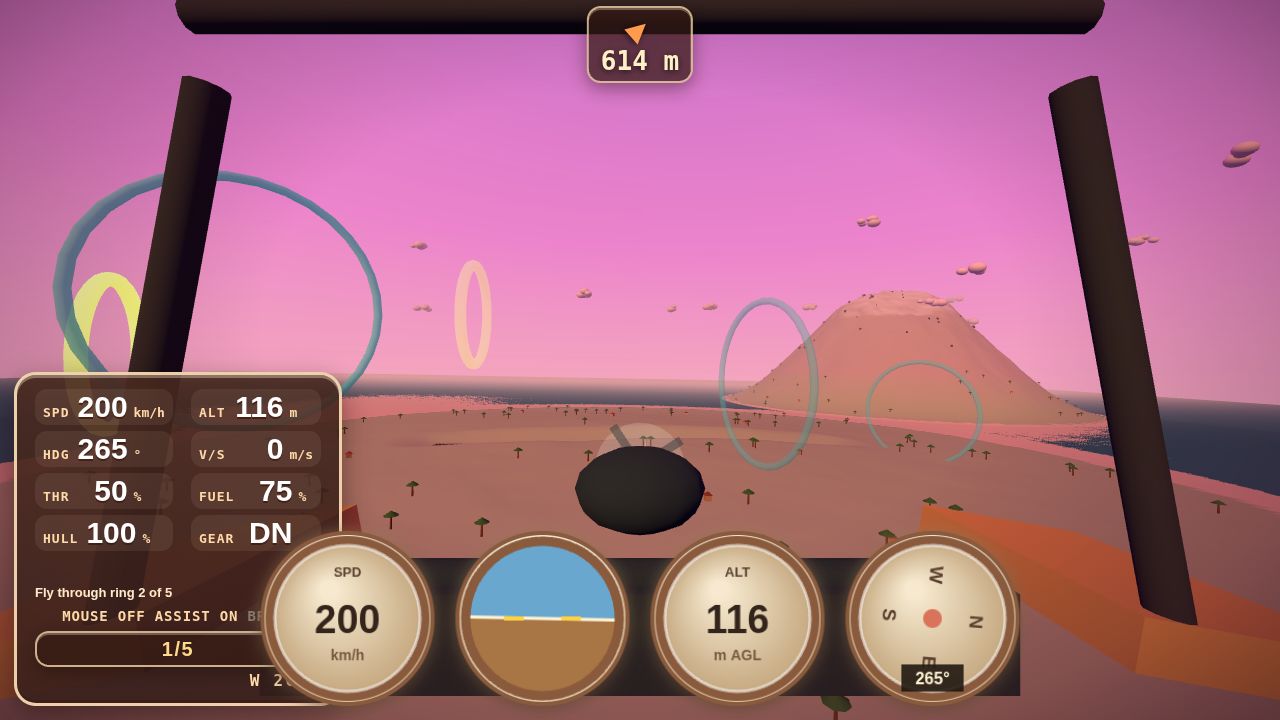 614 m
SPD 200 km/h ALT 116 m
HDG 265 ° V/S 0 m/s
THR 50 % FUEL 75 %
HULL 100 % GEAR DN
Fly through ring 2 of 5
MOUSE OFF ASSIST ON
1/5
W
SPD
200
km/h
ALT
116
m AGL
W
S
N
E
265°